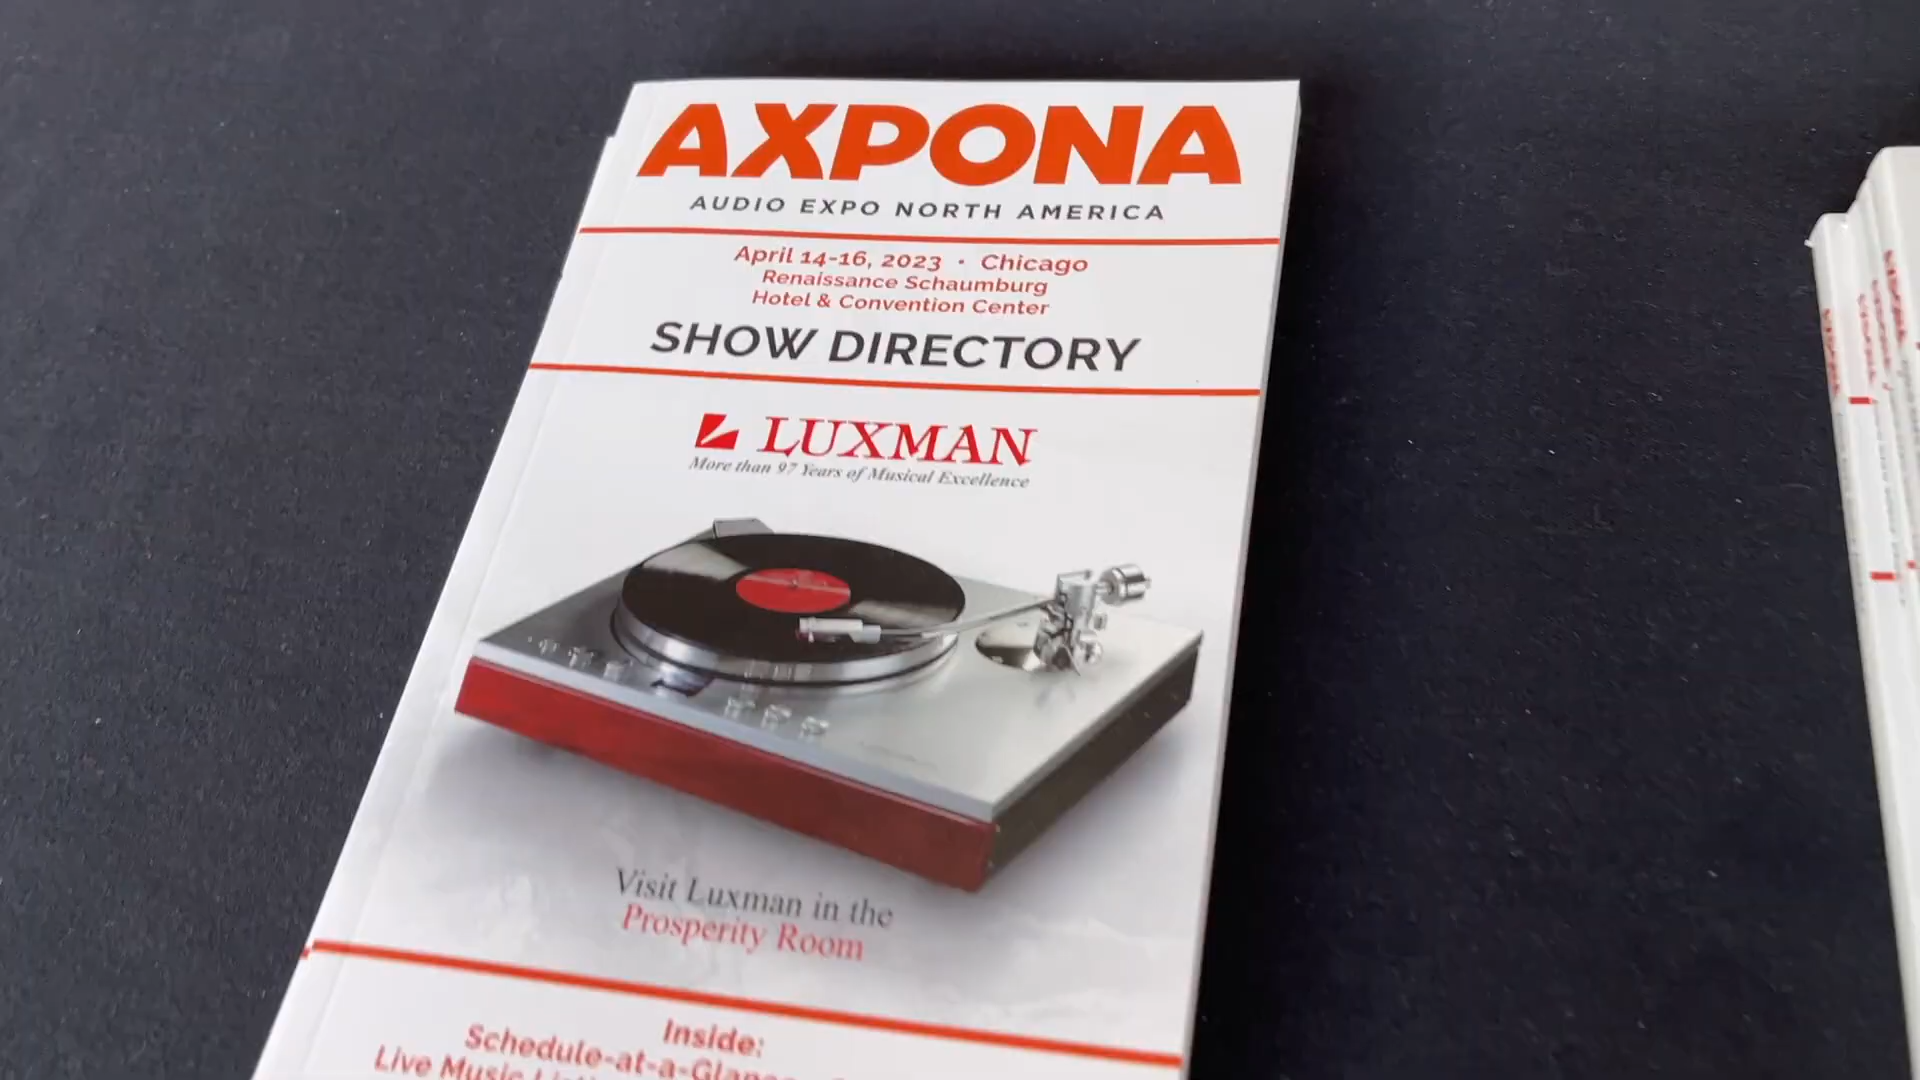 AXPONA
AUDIO EXPO NORTH AMERICA
April 14-16, 2023 · Chicago
Renaissance Schaumburg
Hotel & Convention Center
SHOW DIRECTORY
LUXMAN
More than 97 Years of Musical Excellence
Visit Luxman in the
Prosperity Room
Inside:
Schedule-at-a-Glance
Live Music